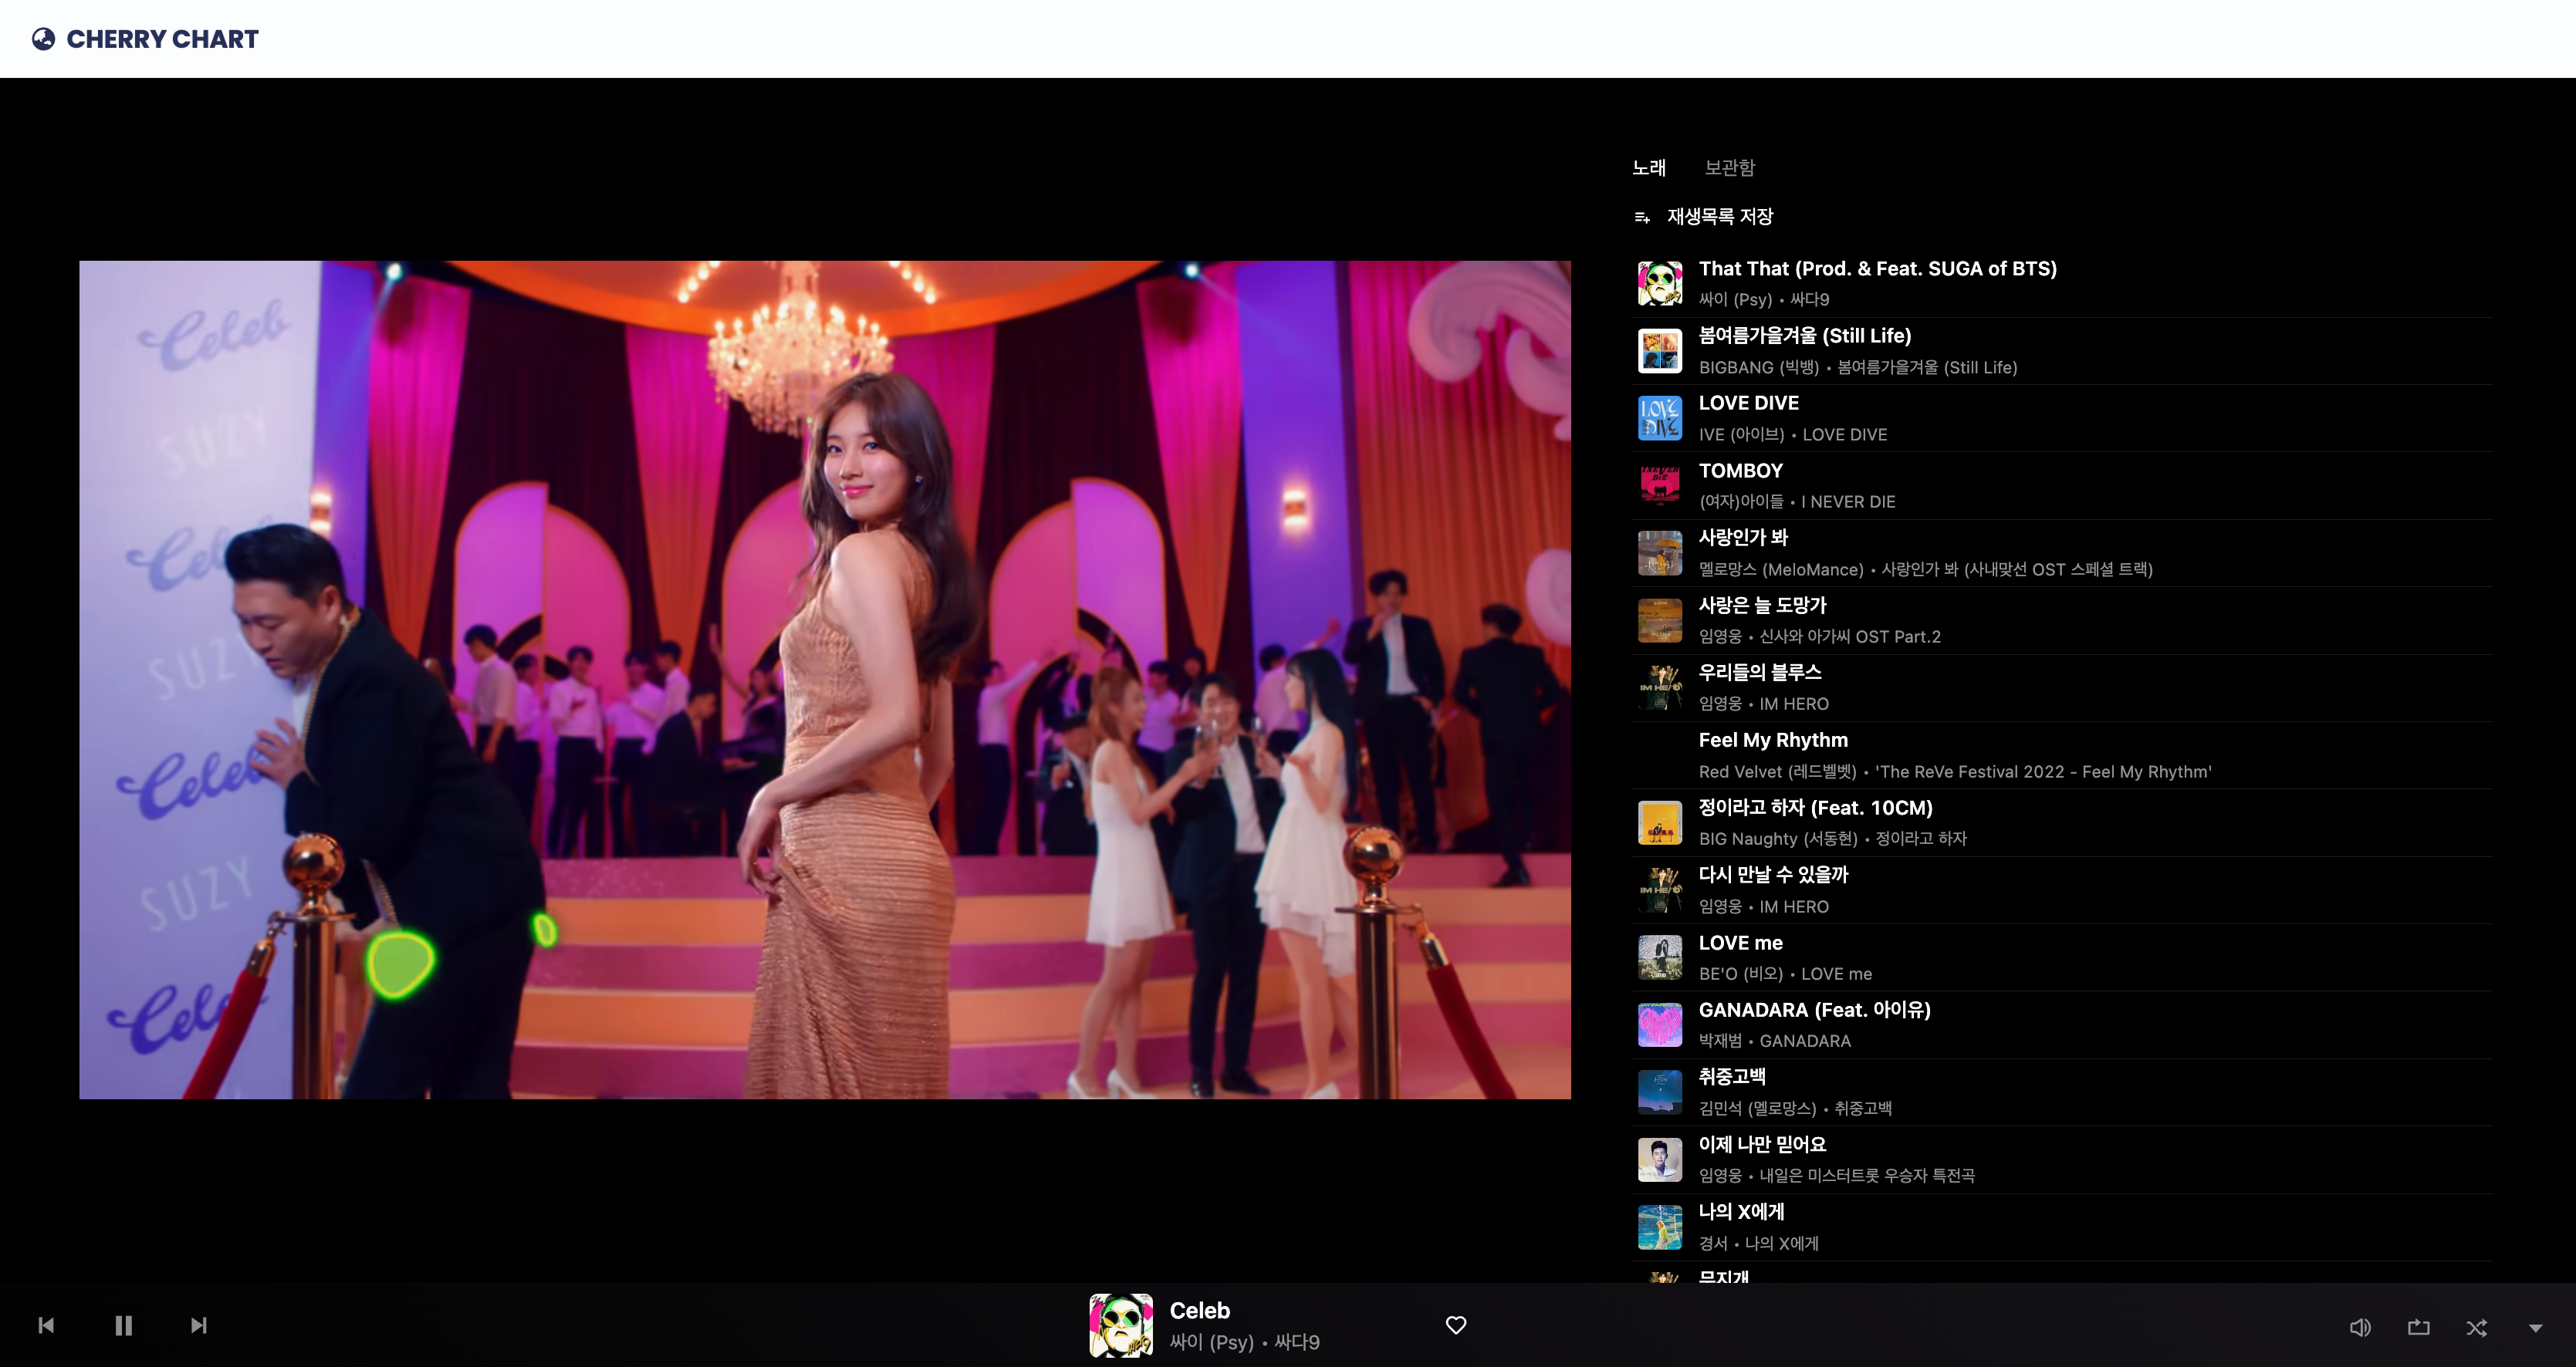 CHERRY CHART
Celeb
SUZY
Cel
SUZY
Celeb
SUZY
Cel
노래 보관함
재생목록 저장
That That (Prod. & Feat. SUGA of BTS)
싸이 (Psy) • 싸다9
봄여름가을겨울 (Still Life)
BIGBANG (빅뱅) • 봄여름가을겨울 (Still Life)
LOVE DIVE
LOVE DIVE
IVE (아이브) • LOVE DIVE
TOMBOY
(여자)아이들 • I NEVER DIE
사랑인가 봐
멜로망스 (MeloMance) • 사랑인가 봐 (사내맞선 OST 스페셜 트랙)
사랑은 늘 도망가
임영웅 • 신사와 아가씨 OST Part.2
우리들의 블루스
IM HERO
임영웅 • IM HERO
Feel My Rhythm
Red Velvet (레드벨벳) • 'The ReVe Festival 2022 - Feel My Rhythm'
정이라고 하자 (Feat. 10CM)
BIG Naughty (서동현) • 정이라고 하자
다시 만날 수 있을까
IM HERO
임영웅 • IM HERO
LOVE me
BE'O (비오) • LOVE me
GANADARA (Feat. 아이유)
박재범 • GANADARA
취중고백
김민석 (멜로망스) • 취중고백
이제 나만 믿어요
임영웅 • 내일은 미스터트롯 우승자 특전곡
나의 X에게
경서 • 나의 X에게
무지개
Celeb
싸이 (Psy) • 싸다9